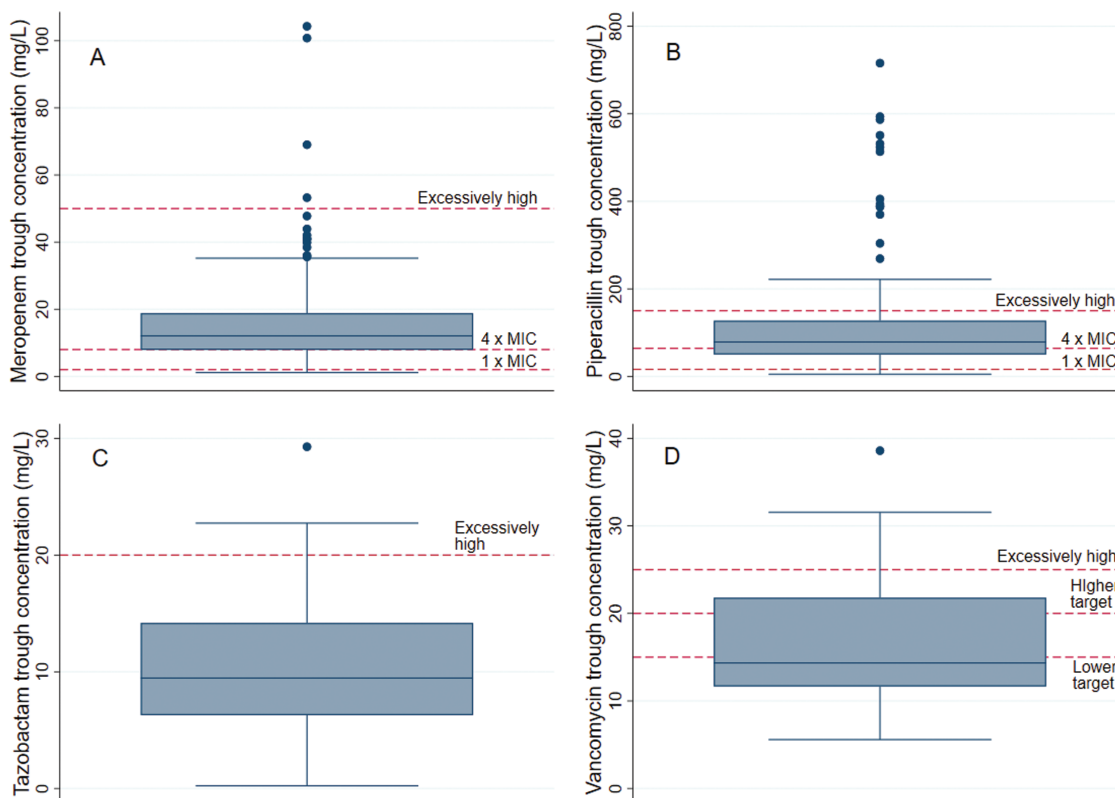 Meropenem trough concentration (mg/L)
100
80
60
40
20
0
A
Excessively high
4 x MIC
1 x MIC
Piperacillin trough concentration (mg/L)
800
600
400
200
0
B
Excessively high
4 x MIC
1 x MIC
Tazobactam trough concentration (mg/L)
30
20
10
0
C
Excessively
high
Vancomycin trough concentration (mg/L)
40
30
20
10
0
D
Excessively high
HIgher
target
Lower
target